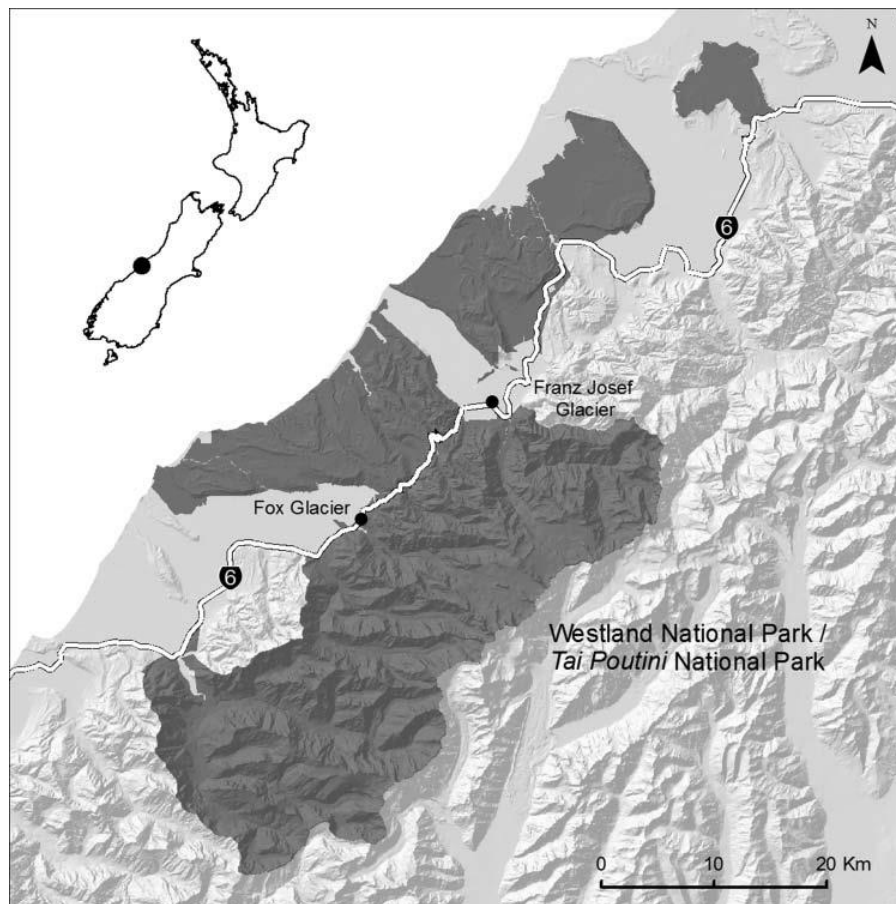 N
6
Franz Josef
Glacier
Fox Glacier
6
Westland National Park /
Tai Poutini National Park
0 10 20 Km